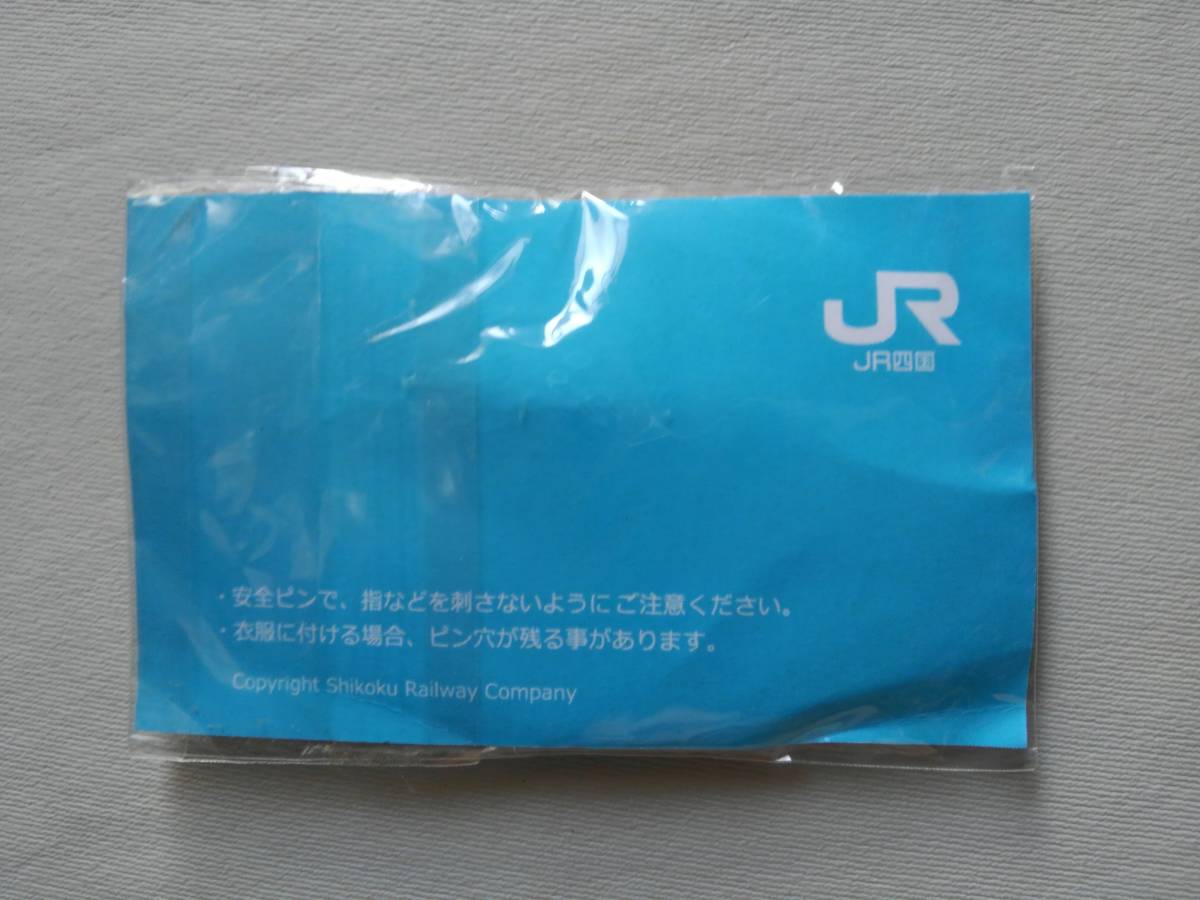 JR
JR四国
・安全ピンで、指などを刺さないようにご注意ください。
・衣服に付ける場合、ピン穴が残る事があります。
Copyright Shikoku Railway Company